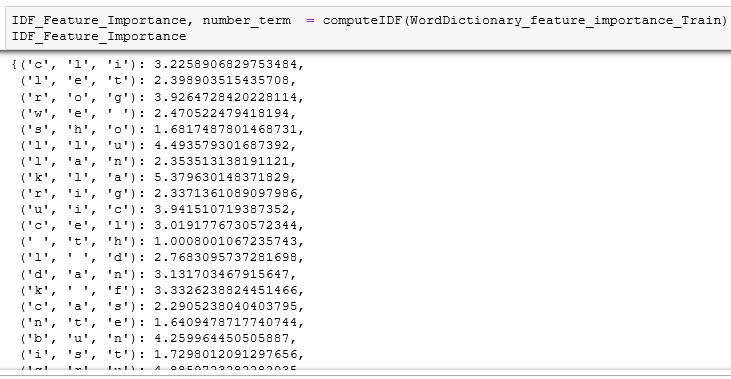 IDF_Feature_Importance, number_term  = computeIDF(WordDictionary_feature_importance_Train)
IDF_Feature_Importance
{('c', 'l', 'i'): 3.2258906829753484,
('l', 'e', 't'): 2.398903515435708,
('r', 'o', 'g'): 3.9264728420228114,
('w', 'e', ' '): 2.470522479418194,
('s', 'h', 'o'): 1.6817487801468731,
('l', 'l', 'u'): 4.493579301687392,
('l', 'a', 'n'): 2.353513138191121,
('k', 'l', 'a'): 5.379630148371829,
('r', 'i', 'g'): 2.3371361089097986,
('u', 'i', 'c'): 3.941510719387352,
('c', 'e', 'l'): 3.0191776730572344,
(' ', 't', 'h'): 1.0008001067235743,
('l', ' ', 'd'): 2.7683095737281698,
('d', 'a', 'n'): 3.131703467915647,
('k', ' ', 'f'): 3.3326238824451466,
('c', 'a', 's'): 2.2905238040403795,
('n', 't', 'e'): 1.6409478717740744,
('b', 'u', 'n'): 4.259964450505887,
('i', 's', 't'): 1.7298012091297656,